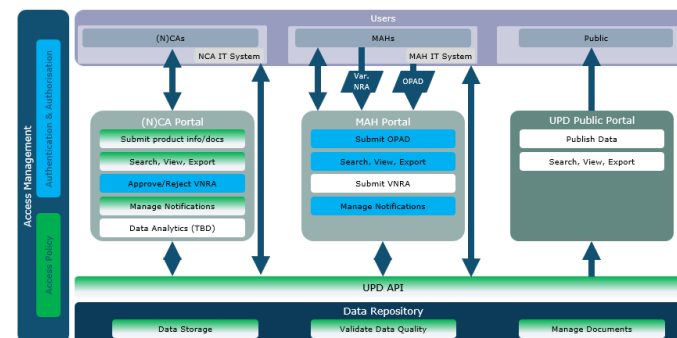 Users
(N)CAs
MAHs
Public
NCA IT System
MAH IT System
Var.
NRA
OPAD
Access Management
Authentication & Authorisation
Access Policy
(N)CA Portal
Submit product info/docs
Search, View, Export
Approve/Reject VNRA
Manage Notifications
Data Analytics (TBD)
MAH Portal
Submit OPAD
Search, View, Export
Submit VNRA
Manage Notifications
UPD Public Portal
Publish Data
Search, View, Export
UPD API
Data Repository
Data Storage
Validate Data Quality
Manage Documents